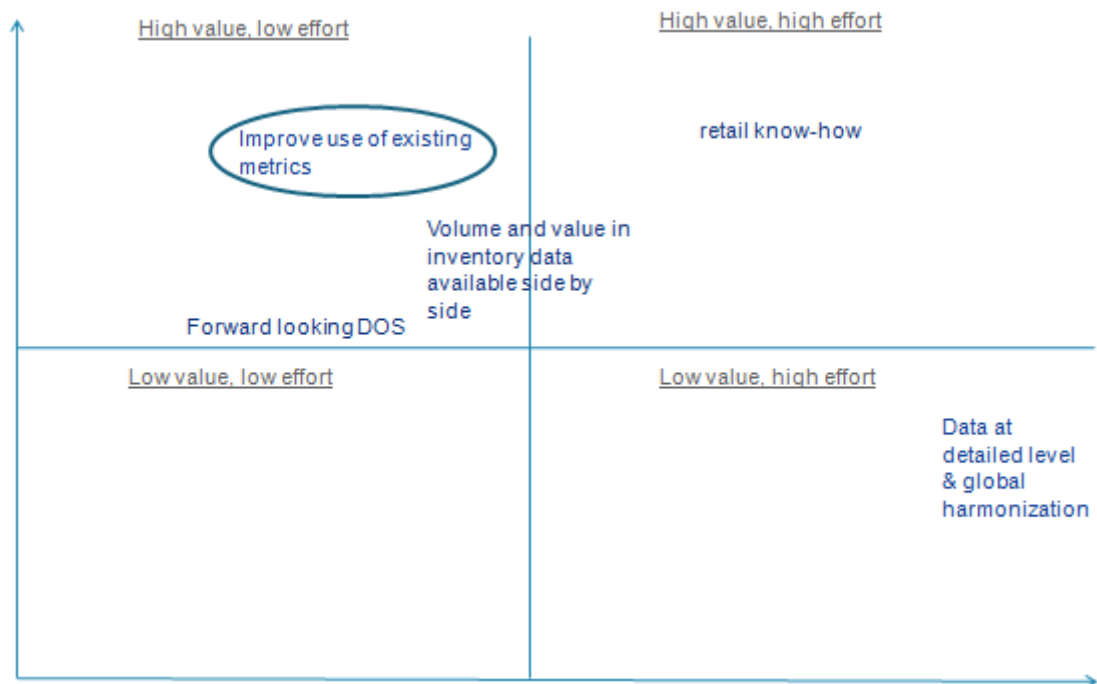 High value, low effort
High value, high effort
Improve use of existing
metrics
retail know-how
Volume and value in
inventory data
available side by
side
Forward looking DOS
Low value, low effort
Low value, high effort
Data at
detailed level
& global
harmonization